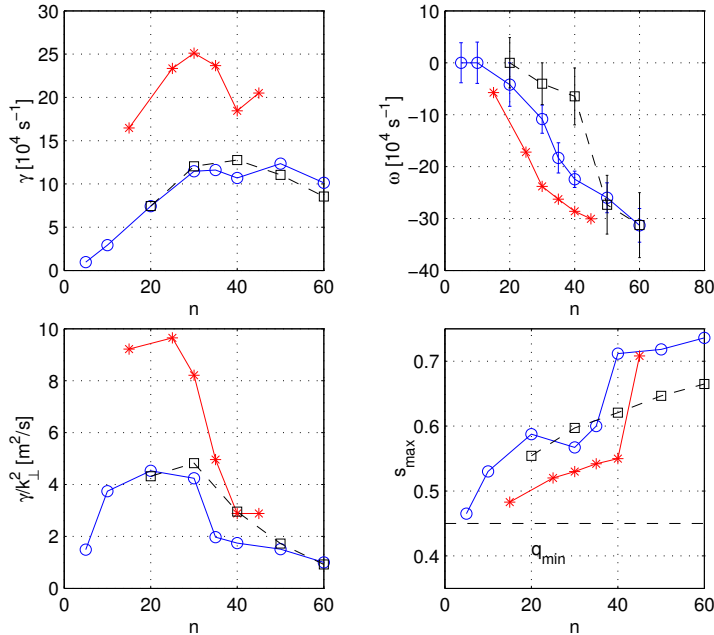 30
25
20
15
10
5
0
γ [10⁴ s⁻¹]
0 20 40 60
n
10
0
−10
−20
−30
−40
ω [10⁴ s⁻¹]
0 20 40 60 80
n
10
8
6
4
2
0
γ/k²⊥ [m²/s]
0 20 40 60
n
0.7
0.6
0.5
0.4
s_max
q_min
0 20 40 60
n